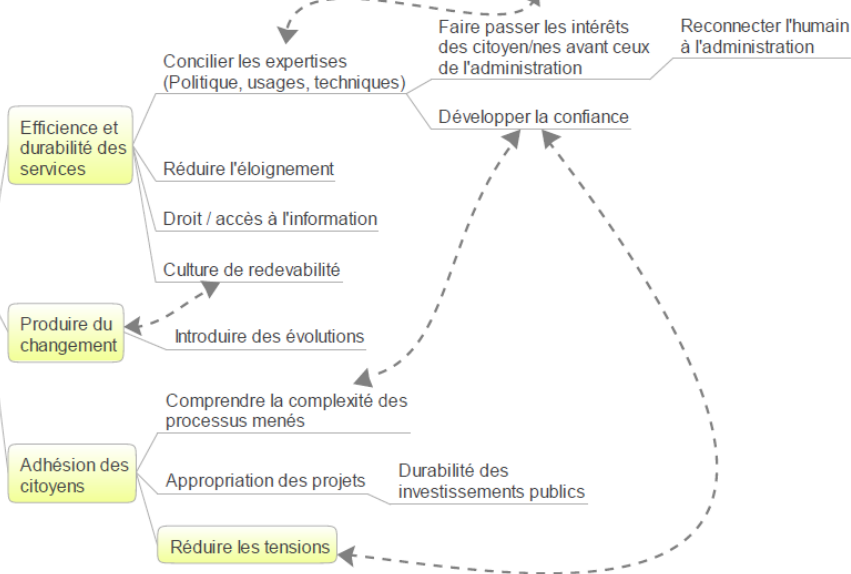 Faire passer les intérêts
des citoyen/nes avant ceux
de l'administration
Reconnecter l'humain
à l'administration
Concilier les expertises
(Politique, usages, techniques)
Développer la confiance
Efficience et
durabilité des
services
Réduire l'éloignement
Droit / accès à l'information
Culture de redevabilité
Produire du
changement
Introduire des évolutions
Comprendre la complexité des
processus menés
Adhésion des
citoyens
Appropriation des projets
Durabilité des
investissements publics
Réduire les tensions